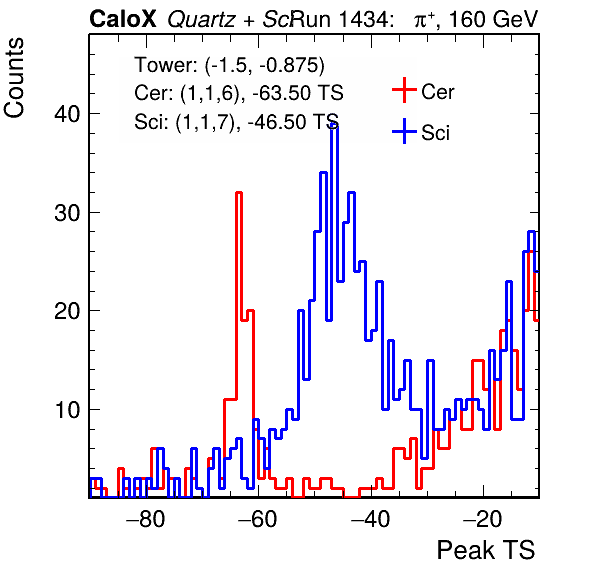 CaloX Quartz + ScRun 1434: π⁺, 160 GeV
Counts
Tower: (-1.5, -0.875)
Cer: (1,1,6), -63.50 TS
Sci: (1,1,7), -46.50 TS
Cer
Sci
40
30
20
10
−80 −60 −40 −20
Peak TS